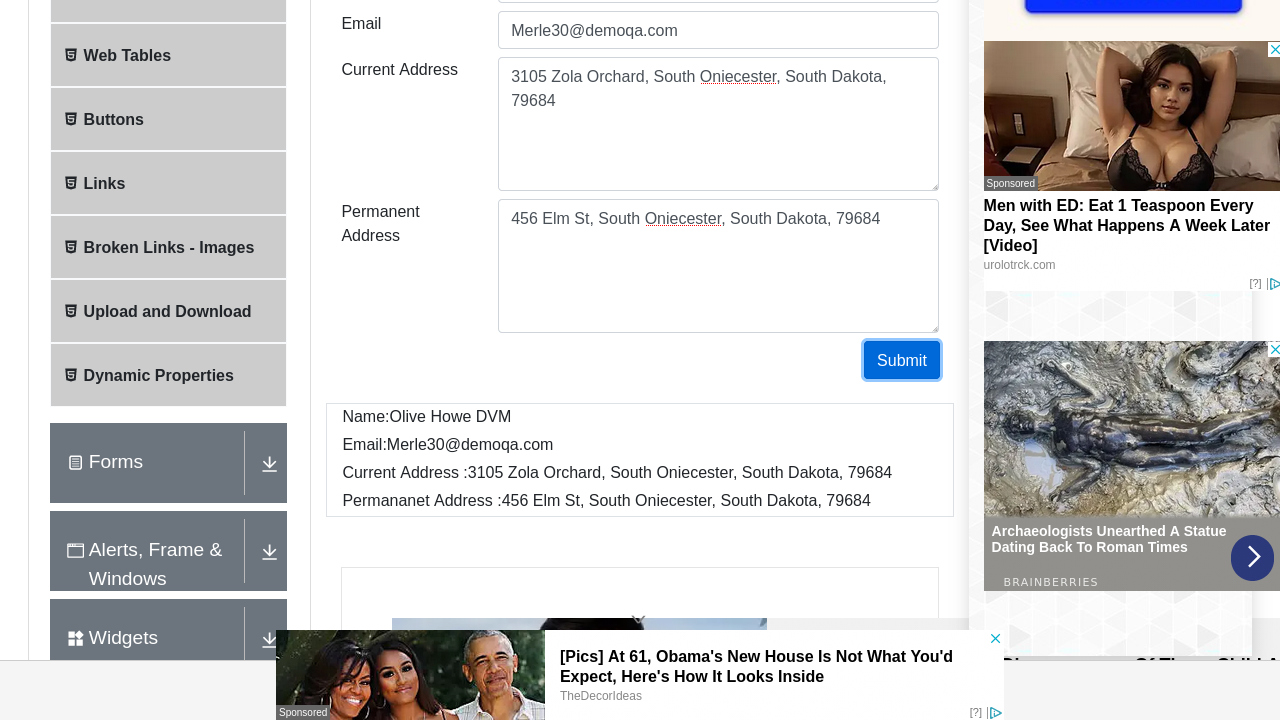 Email
Merle30@demoqa.com
Current Address
3105 Zola Orchard, South Oniecester, South Dakota,
79684
Permanent
Address
456 Elm St, South Oniecester, South Dakota, 79684
Submit
Name:Olive Howe DVM
Email:Merle30@demoqa.com
Current Address :3105 Zola Orchard, South Oniecester, South Dakota, 79684
Permananet Address :456 Elm St, South Oniecester, South Dakota, 79684
Web Tables
Buttons
Links
Broken Links - Images
Upload and Download
Dynamic Properties
Forms
Alerts, Frame &
Windows
Widgets
Sponsored
Men with ED: Eat 1 Teaspoon Every
Day, See What Happens A Week Later
[Video]
urolotrck.com
[?]
Archaeologists Unearthed A Statue
Dating Back To Roman Times
BRAINBERRIES
Sponsored
[Pics] At 61, Obama's New House Is Not What You'd
Expect, Here's How It Looks Inside
TheDecorIdeas
[?]